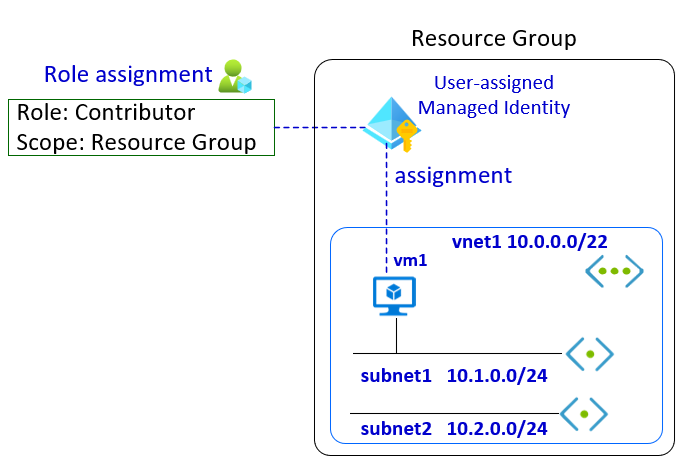 Resource Group
Role assignment
Role: Contributor
Scope: Resource Group
User-assigned
Managed Identity
assignment
vnet1 10.0.0.0/22
vm1
subnet1 10.1.0.0/24
subnet2 10.2.0.0/24